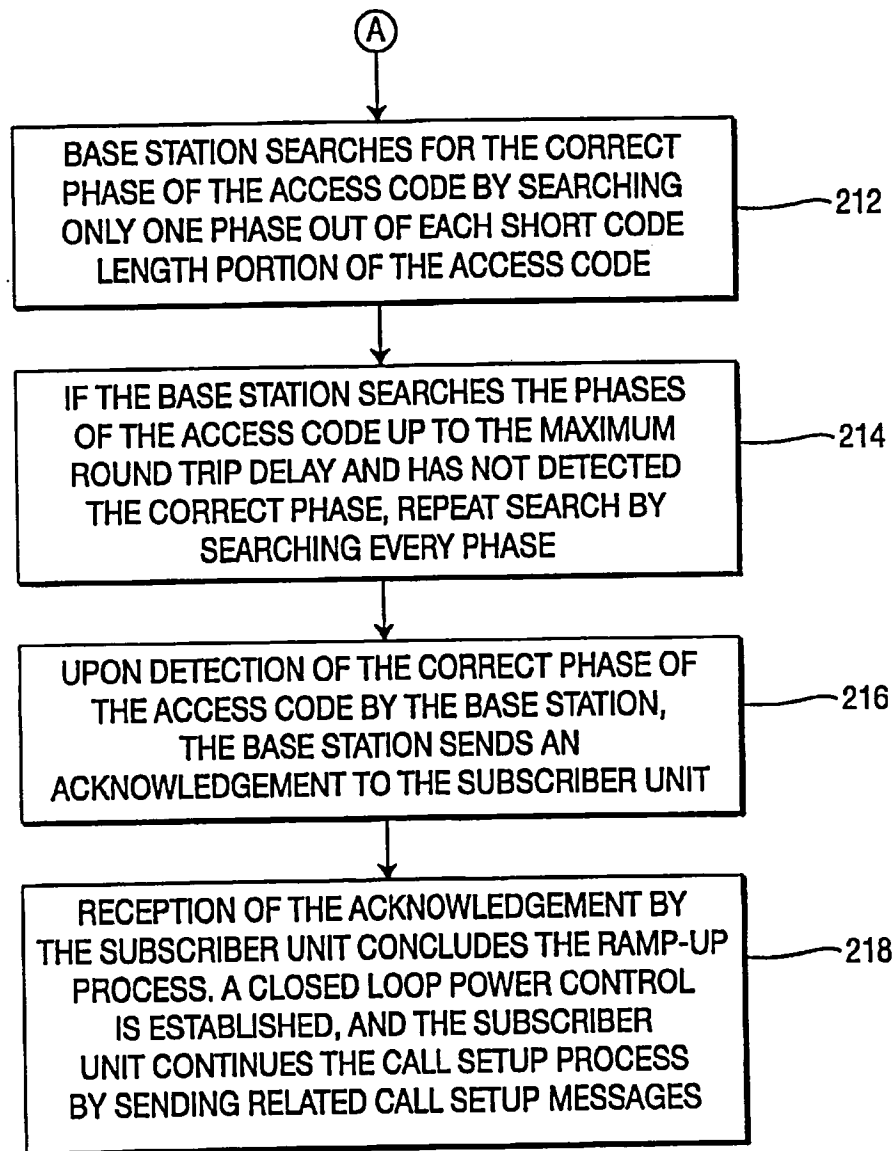 A
BASE STATION SEARCHES FOR THE CORRECT
PHASE OF THE ACCESS CODE BY SEARCHING
ONLY ONE PHASE OUT OF EACH SHORT CODE
LENGTH PORTION OF THE ACCESS CODE
212
IF THE BASE STATION SEARCHES THE PHASES
OF THE ACCESS CODE UP TO THE MAXIMUM
ROUND TRIP DELAY AND HAS NOT DETECTED
THE CORRECT PHASE, REPEAT SEARCH BY
SEARCHING EVERY PHASE
214
UPON DETECTION OF THE CORRECT PHASE OF
THE ACCESS CODE BY THE BASE STATION,
THE BASE STATION SENDS AN
ACKNOWLEDGEMENT TO THE SUBSCRIBER UNIT
216
RECEPTION OF THE ACKNOWLEDGEMENT BY
THE SUBSCRIBER UNIT CONCLUDES THE RAMP-UP
PROCESS. A CLOSED LOOP POWER CONTROL
IS ESTABLISHED, AND THE SUBSCRIBER
UNIT CONTINUES THE CALL SETUP PROCESS
BY SENDING RELATED CALL SETUP MESSAGES
218